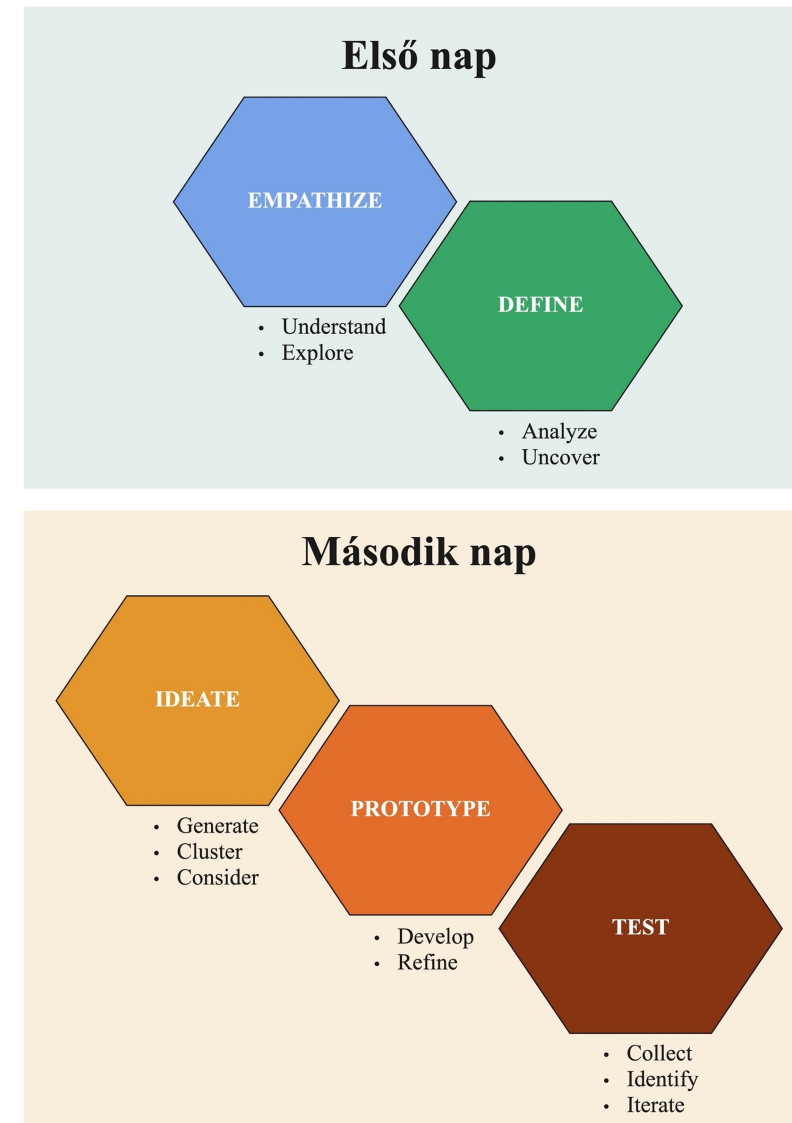 Első nap
EMPATHIZE
• Understand
• Explore
DEFINE
• Analyze
• Uncover
Második nap
IDEATE
• Generate
• Cluster
• Consider
PROTOTYPE
• Develop
• Refine
TEST
• Collect
• Identify
• Iterate